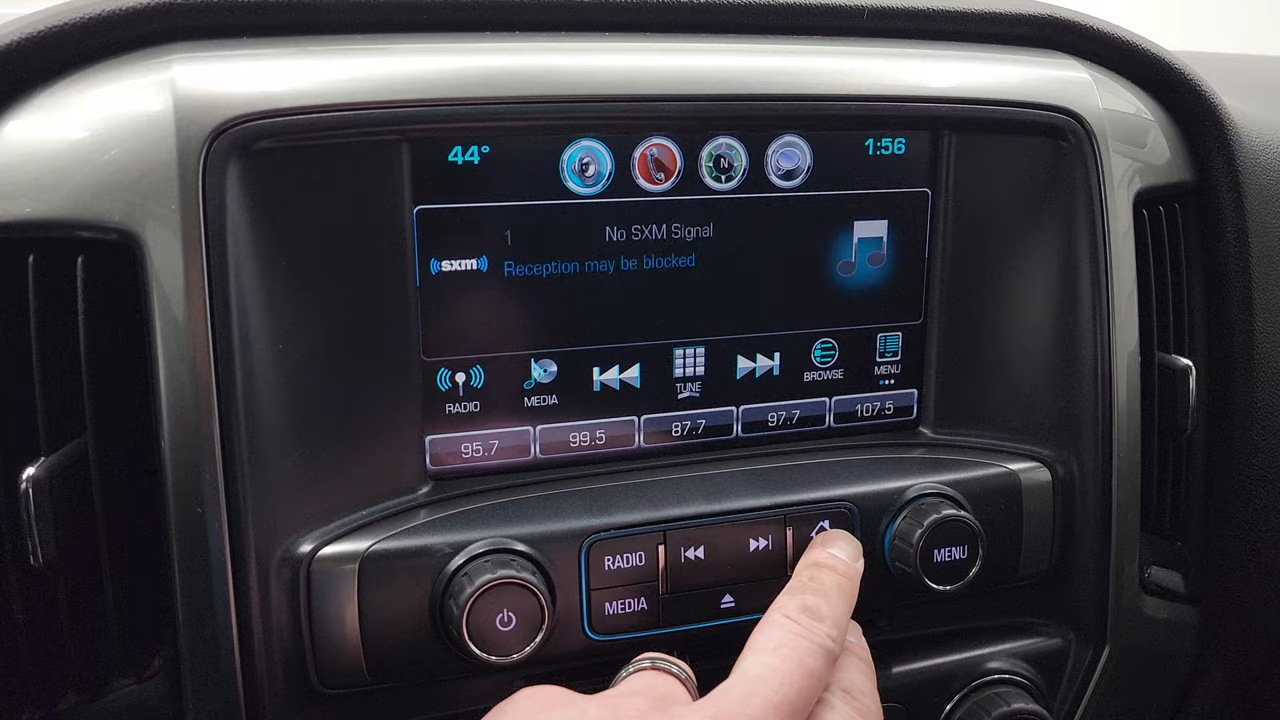 44°
N
1:56
1
No SXM Signal
((sxm))
Reception may be blocked
RADIO
MEDIA
TUNE
BROWSE
MENU
95.7
99.5
87.7
97.7
107.5
RADIO
MEDIA
MENU